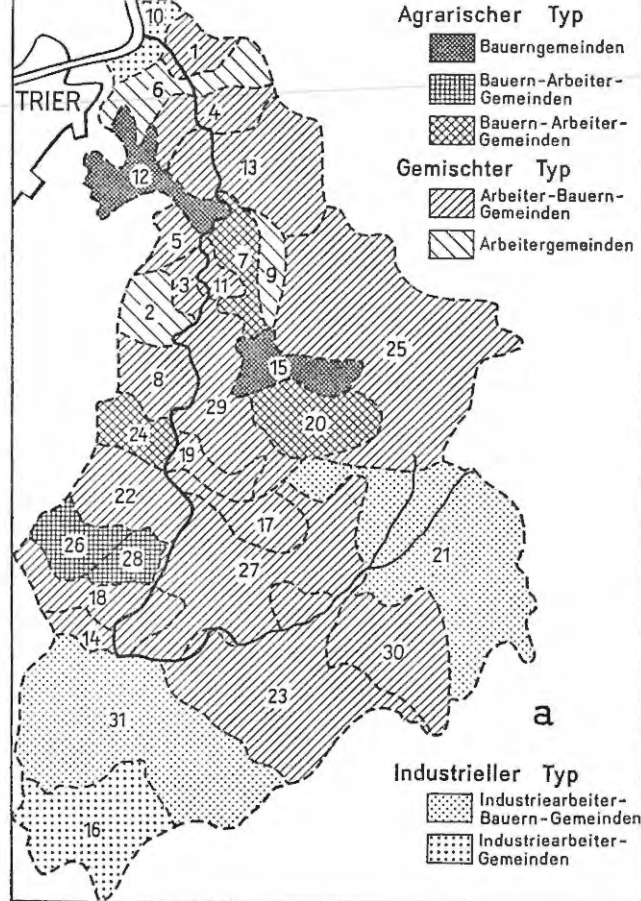 Agrarischer Typ
Bauerngemeinden
Bauern-Arbeiter-
Gemeinden
Bauern-Arbeiter-
Gemeinden
Gemischter Typ
Arbeiter-Bauern-
Gemeinden
Arbeitergemeinden
10
1
TRIER
6
4
13
12
5
7
9
3
11
2
25
15
8
29
20
24
19
22
17
21
26
28
27
18
14
30
23
a
31
16
Industrieller Typ
Industriearbeiter-
Bauern-Gemeinden
Industriearbeiter-
Gemeinden